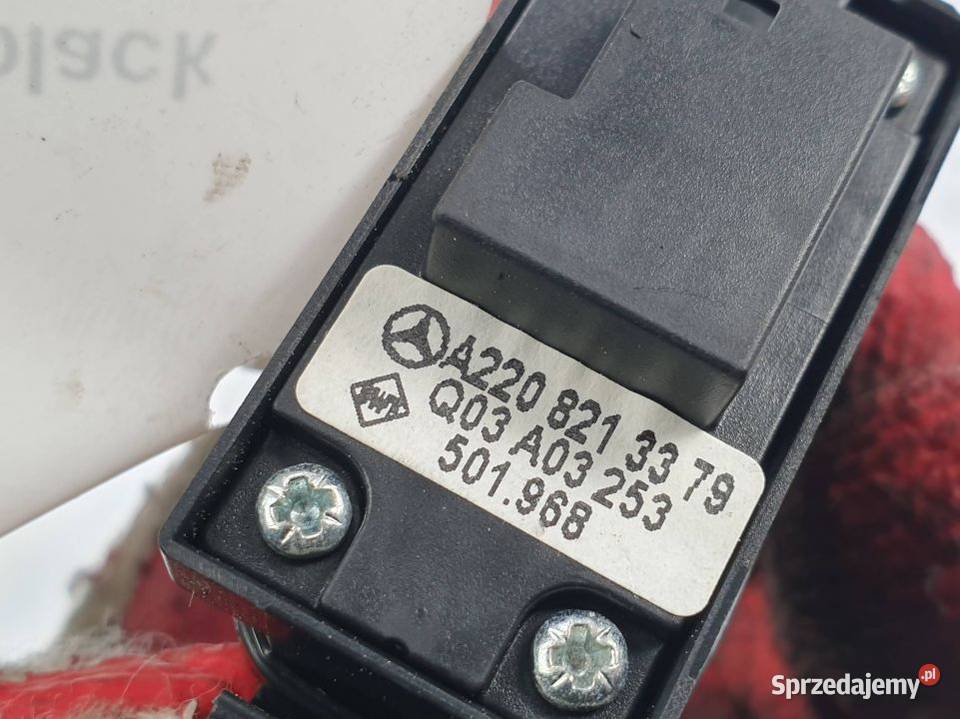 black
A220 821 33 79
Q03 A03 253
501.968
Sprzedajemy.pl